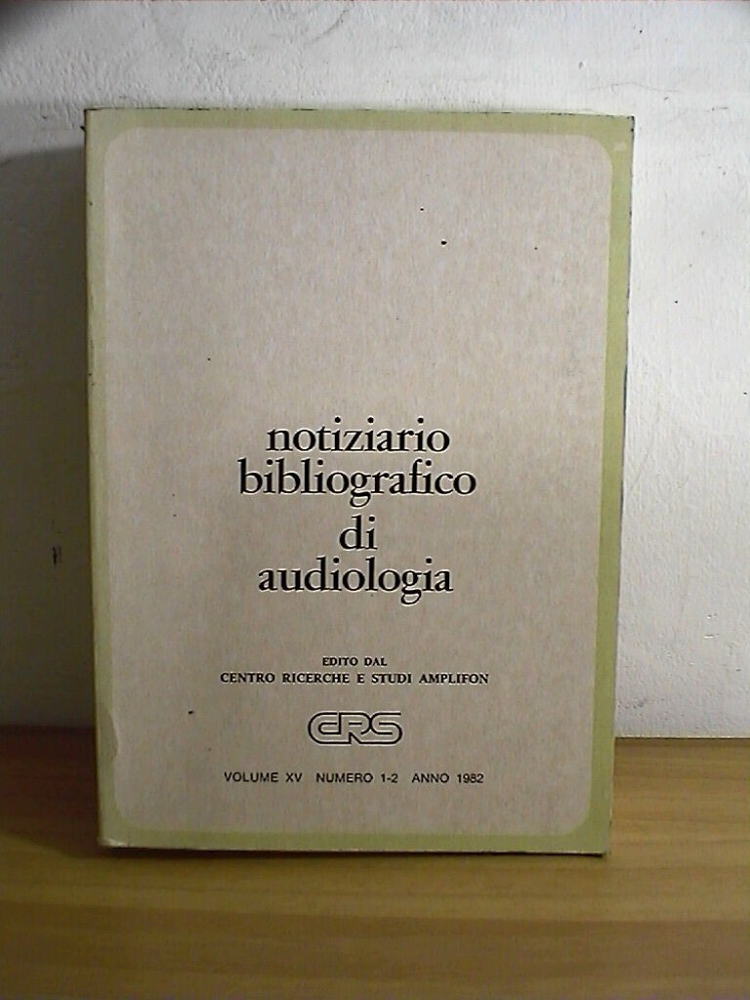 notiziario
bibliografico
di
audiologia
EDITO DAL
CENTRO RICERCHE E STUDI AMPLIFON
CRS
VOLUME XV NUMERO 1-2 ANNO 1982